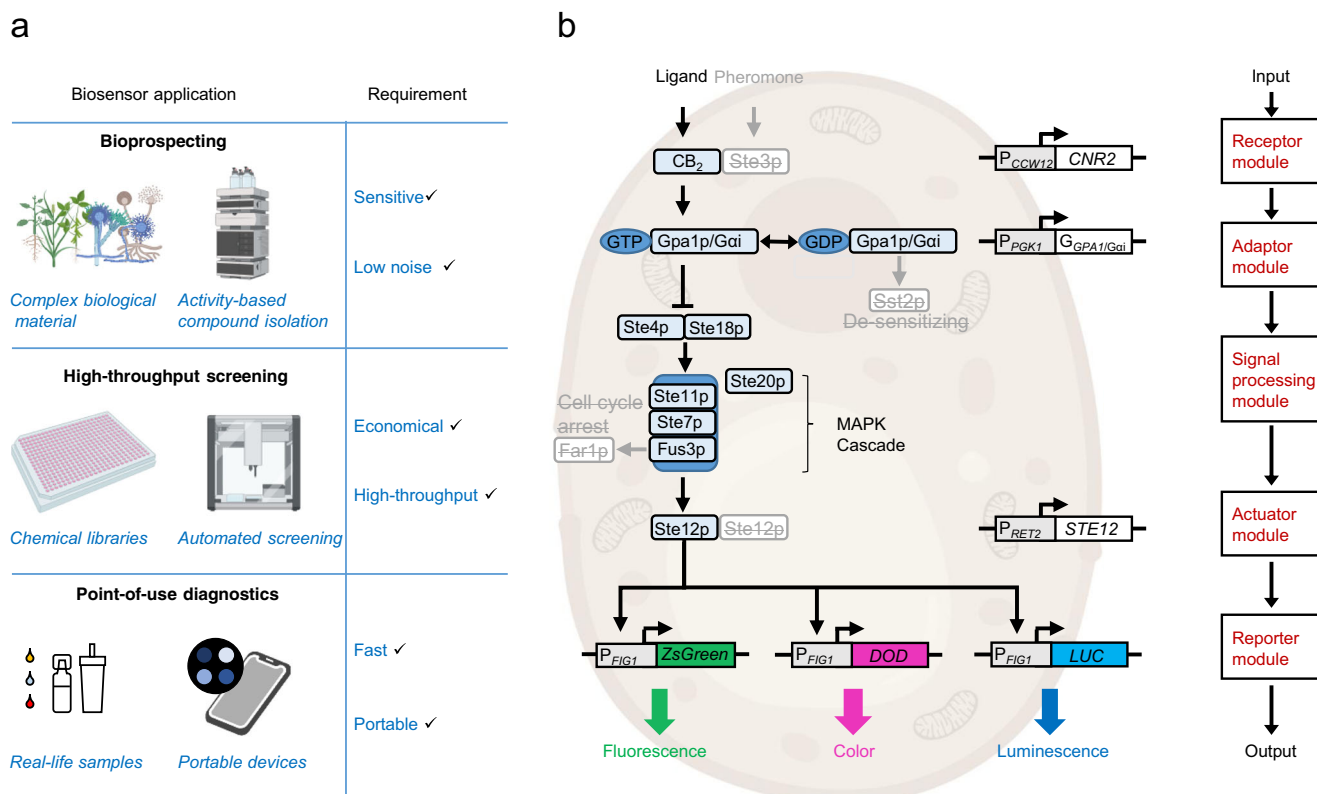 a
Biosensor application
Requirement
Bioprospecting
Complex biological
material
Activity-based
compound isolation
Sensitive✓
Low noise ✓
High-throughput screening
Chemical libraries
Automated screening
Economical ✓
High-throughput ✓
Point-of-use diagnostics
Real-life samples
Portable devices
Fast ✓
Portable ✓
b
Ligand
Pheromone
CB2
Ste3p
GTP
Gpa1p/Gαi
GDP
Gpa1p/Gαi
Sst2p
De-sensitizing
Ste4p
Ste18p
Ste20p
Ste11p
Ste7p
Fus3p
Cell cycle
arrest
Far1p
MAPK
Cascade
Ste12p
Ste12p
PCCW12
CNR2
PPGK1
GGPA1/Gαi
PRET2
STE12
PFIG1
ZsGreen
PFIG1
DOD
PFIG1
LUC
Fluorescence
Color
Luminescence
Input
Receptor
module
Adaptor
module
Signal
processing
module
Actuator
module
Reporter
module
Output